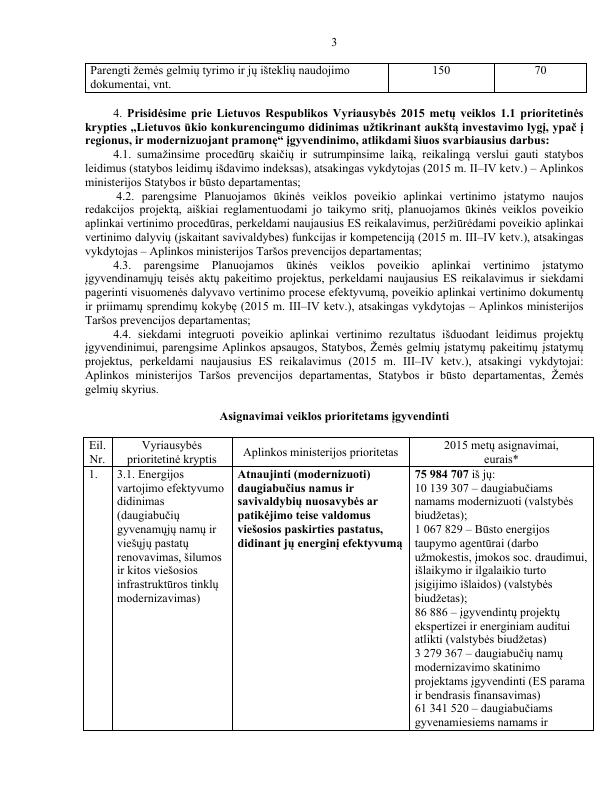 3
Parengti žemės gelmių tyrimo ir jų išteklių naudojimo 150 70
dokumentai, vnt.
4. Prisidėsime prie Lietuvos Respublikos Vyriausybės 2015 metų veiklos 1.1 prioritetinės
krypties „Lietuvos ūkio konkurencingumo didinimas užtikrinant aukštą investavimo lygį, ypač į
regionus, ir modernizuojant pramonę“ įgyvendinimo, atlikdami šiuos svarbiausius darbus:
4.1. sumažinsime procedūrų skaičių ir sutrumpinsime laiką, reikalingą verslui gauti statybos
leidimus (statybos leidimų išdavimo indeksas), atsakingas vykdytojas (2015 m. II–IV ketv.) – Aplinkos
ministerijos Statybos ir būsto departamentas;
4.2. parengsime Planuojamos ūkinės veiklos poveikio aplinkai vertinimo įstatymo naujos
redakcijos projektą, aiškiai reglamentuodami jo taikymo sritį, planuojamos ūkinės veiklos poveikio
aplinkai vertinimo procedūras, perkeldami naujausius ES reikalavimus, peržiūrėdami poveikio aplinkai
vertinimo dalyvių (įskaitant savivaldybes) funkcijas ir kompetenciją (2015 m. III–IV ketv.), atsakingas
vykdytojas – Aplinkos ministerijos Taršos prevencijos departamentas;
4.3. parengsime Planuojamos ūkinės veiklos poveikio aplinkai vertinimo įstatymo
įgyvendinamųjų teisės aktų pakeitimo projektus, perkeldami naujausius ES reikalavimus ir siekdami
pagerinti visuomenės dalyvavo vertinimo procese efektyvumą, poveikio aplinkai vertinimo dokumentų
ir priimamų sprendimų kokybę (2015 m. III–IV ketv.), atsakingas vykdytojas – Aplinkos ministerijos
Taršos prevencijos departamentas;
4.4. siekdami integruoti poveikio aplinkai vertinimo rezultatus išduodant leidimus projektų
įgyvendinimui, parengsime Aplinkos apsaugos, Statybos, Žemės gelmių įstatymų pakeitimų įstatymų
projektus, perkeldami naujausius ES reikalavimus (2015 m. III–IV ketv.), atsakingi vykdytojai:
Aplinkos ministerijos Taršos prevencijos departamentas, Statybos ir būsto departamentas, Žemės
gelmių skyrius.
Asignavimai veiklos prioritetams įgyvendinti
Eil.
Nr.
Vyriausybės
prioritetinė kryptis
Aplinkos ministerijos prioritetas
2015 metų asignavimai,
eurais*
1.
3.1. Energijos
vartojimo efektyvumo
didinimas
(daugiabučių
gyvenamųjų namų ir
viešųjų pastatų
renovavimas, šilumos
ir kitos viešosios
infrastruktūros tinklų
modernizavimas)
Atnaujinti (modernizuoti)
daugiabučius namus ir
savivaldybių nuosavybės ar
patikėjimo teise valdomus
viešosios paskirties pastatus,
didinant jų energinį efektyvumą
75 984 707 iš jų:
10 139 307 – daugiabučiams
namams modernizuoti (valstybės
biudžetas);
1 067 829 – Būsto energijos
taupymo agentūrai (darbo
užmokestis, įmokos soc. draudimui,
išlaikymo ir ilgalaikio turto
įsigijimo išlaidos) (valstybės
biudžetas);
86 886 – įgyvendintų projektų
ekspertizei ir energiniam auditui
atlikti (valstybės biudžetas)
3 279 367 – daugiabučių namų
modernizavimo skatinimo
projektams įgyvendinti (ES parama
ir bendrasis finansavimas)
61 341 520 – daugiabučiams
gyvenamiesiems namams ir